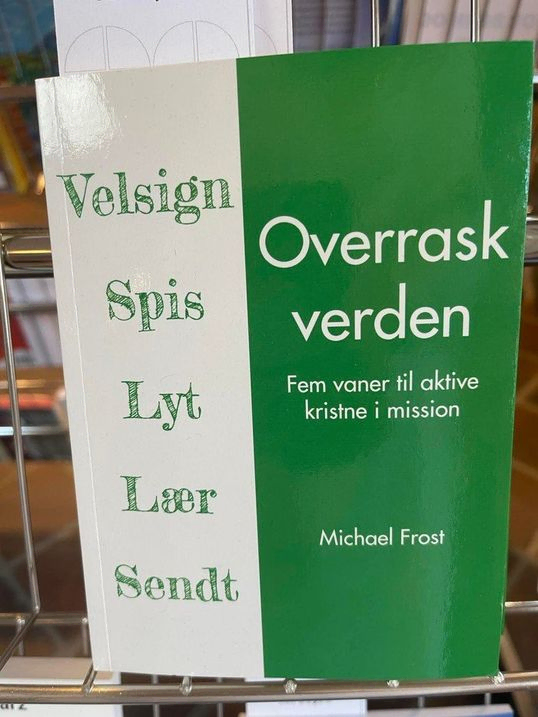 Velsign
Spis
Lyt
Lær
Sendt
Overrask
verden
Fem vaner til aktive
kristne i mission
Michael Frost